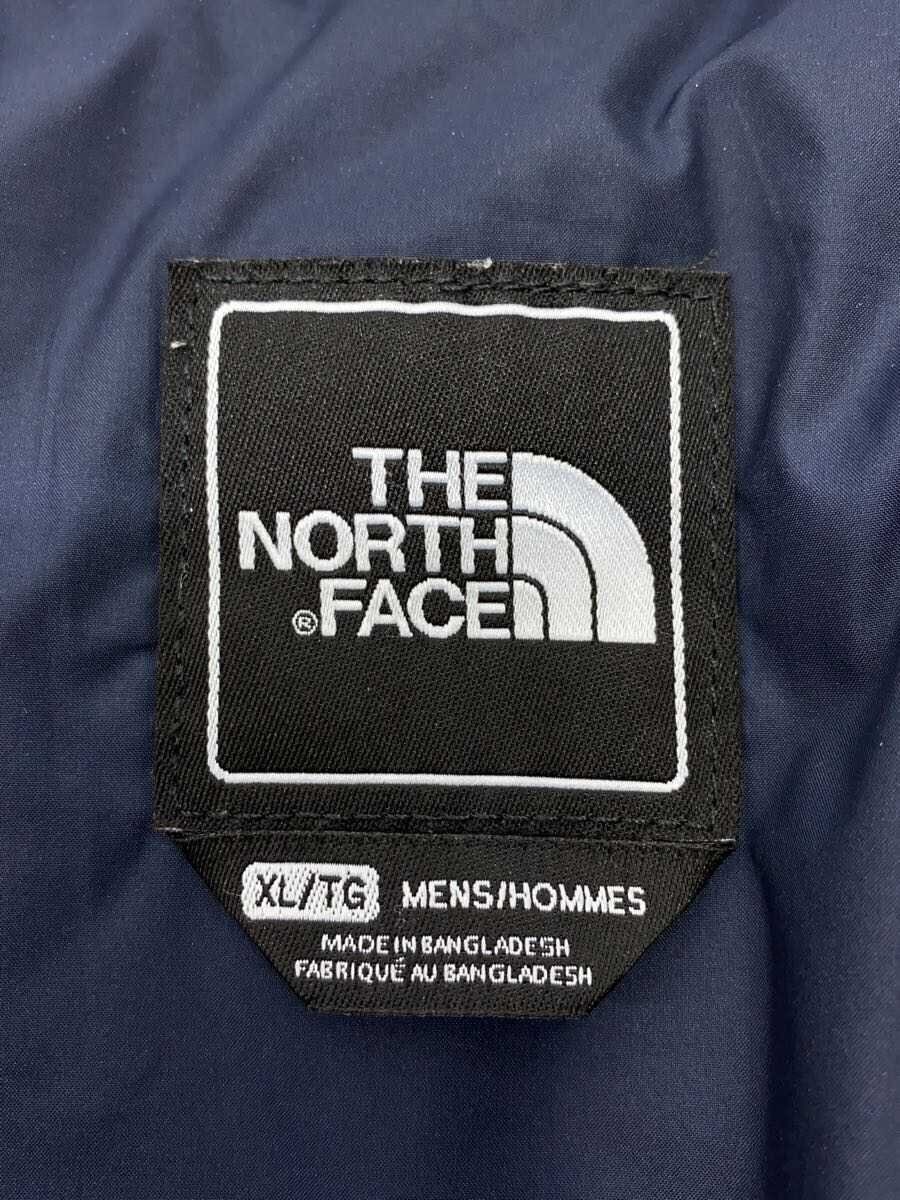 THE
NORTH
® FACE
XL/TG MENS/HOMMES
MADE IN BANGLADESH
FABRIQUÉ AU BANGLADESH